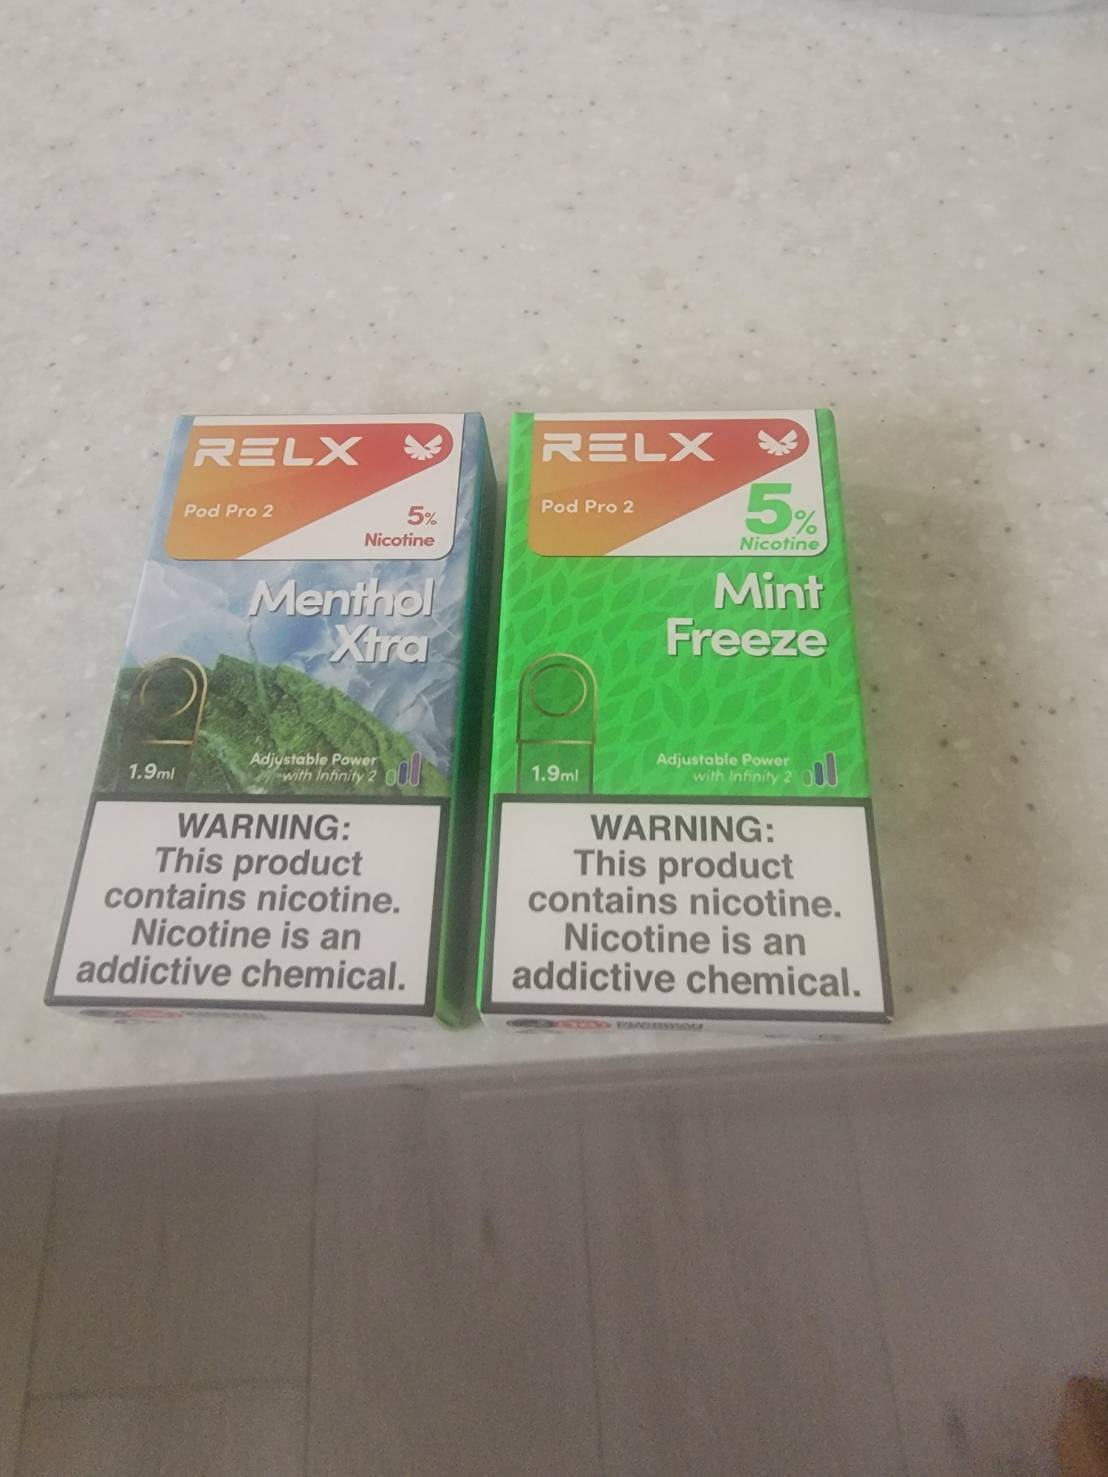 RELX
Pod Pro 2
5%
Nicotine
Menthol
Xtra
1.9ml
Adjustable Power
with Infinity 2
WARNING:
This product
contains nicotine.
Nicotine is an
addictive chemical.
RELX
Pod Pro 2
5%
Nicotine
Mint
Freeze
1.9ml
Adjustable Power
with Infinity 2
WARNING:
This product
contains nicotine.
Nicotine is an
addictive chemical.